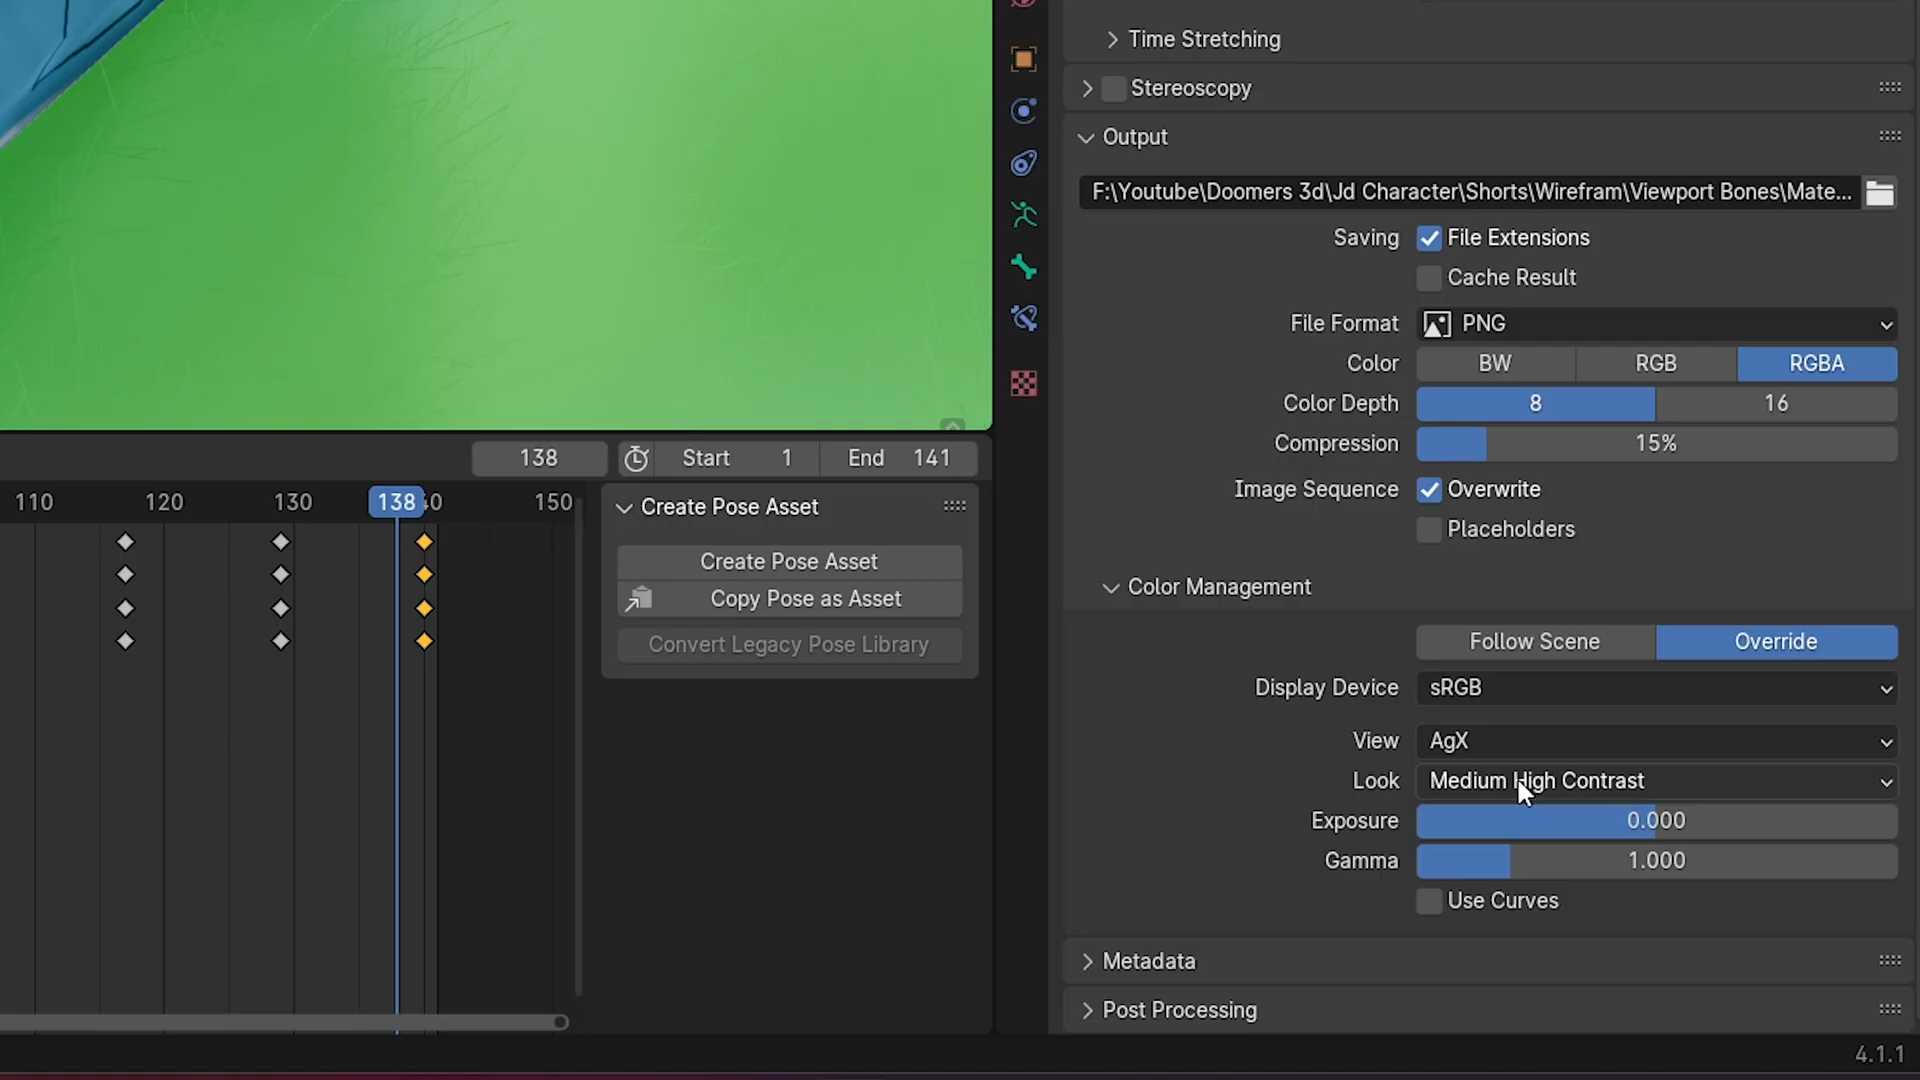 Time Stretching
Stereoscopy
Output
F:\Youtube\Doomers 3d\Jd Character\Shorts\Wirefram\Viewport Bones\Mate...
Saving File Extensions
Cache Result
File Format PNG
Color BW RGB RGBA
Color Depth 8 16
Compression 15%
Image Sequence Overwrite
Placeholders
Color Management
Follow Scene Override
Display Device sRGB
View AgX
Look Medium High Contrast
Exposure 0.000
Gamma 1.000
Use Curves
Metadata
Post Processing
138 Start 1 End 141
110 120 130 138 40 150
Create Pose Asset
Create Pose Asset
Copy Pose as Asset
Convert Legacy Pose Library
4.1.1